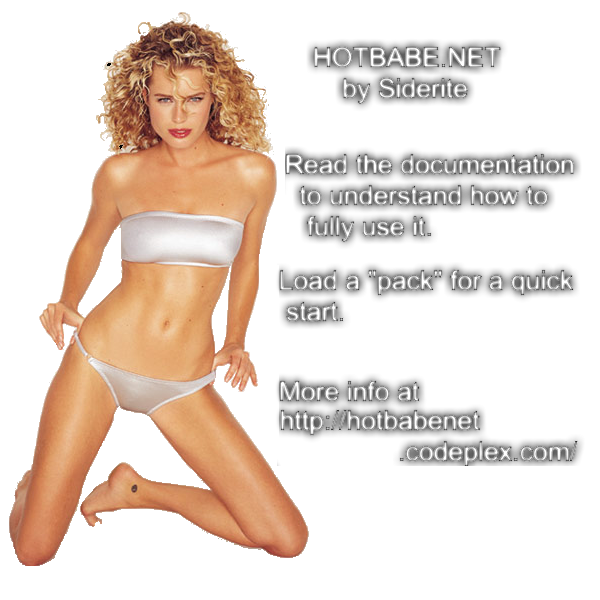 HOTBABE.NET
by Siderite
Read the documentation
to understand how to
fully use it.
Load a "pack" for a quick
start.
More info at
http://hotbabenet
.codeplex.com/